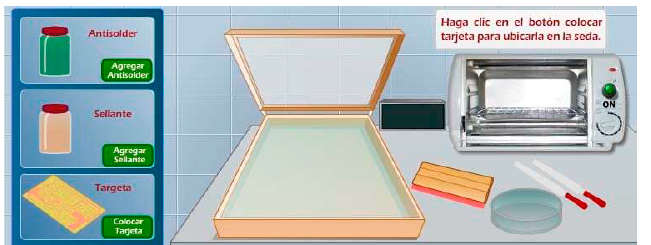 Antisolder
Agregar
Antisolder
Sellante
Agregar
Sellante
Targeta
Colocar
Tarjeta
Haga clic en el botón colocar
tarjeta para ubicarla en la seda.
ON